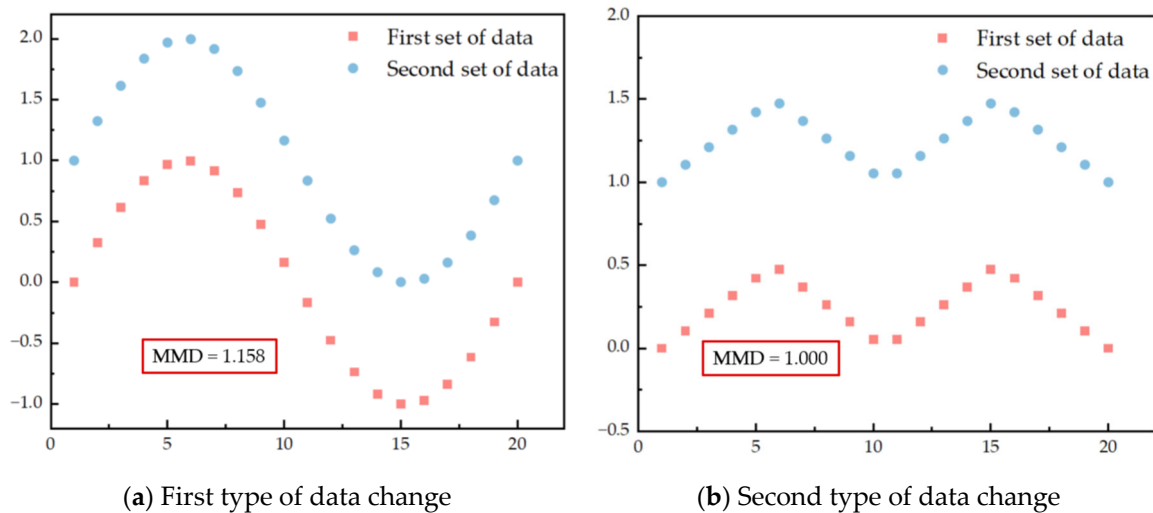 2.0
1.5
1.0
0.5
0.0
−0.5
−1.0
First set of data
Second set of data
MMD = 1.158
0 5 10 15 20
(a) First type of data change
2.0
1.5
1.0
0.5
0.0
−0.5
First set of data
Second set of data
MMD = 1.000
0 5 10 15 20
(b) Second type of data change